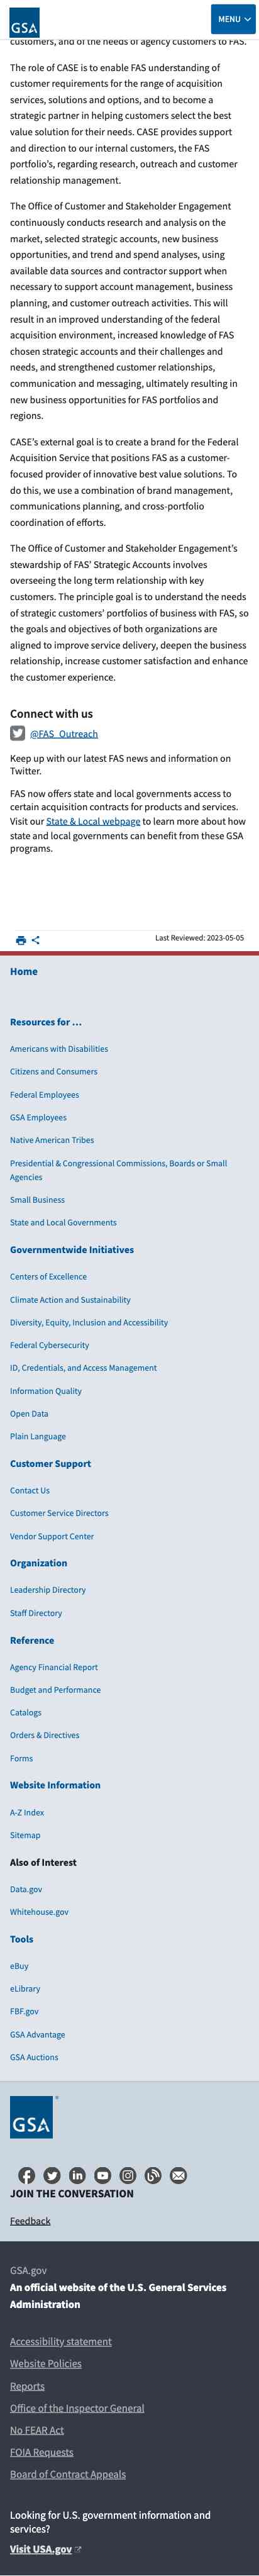 GSA
MENU
customers, and of the needs of agency customers to FAS.
The role of CASE is to enable FAS understanding of
customer requirements for the range of acquisition
services, solutions and options, and to become a
strategic partner in helping customers select the best
value solution for their needs. CASE provides support
and direction to our internal customers, the FAS
portfolio’s, regarding research, outreach and customer
relationship management.
The Office of Customer and Stakeholder Engagement
continuously conducts research and analysis on the
market, selected strategic accounts, new business
opportunities, and trend and spend analyses, using
available data sources and contractor support when
necessary to support account management, business
planning, and customer outreach activities. This will
result in an improved understanding of the federal
acquisition environment, increased knowledge of FAS
chosen strategic accounts and their challenges and
needs, and strengthened customer relationships,
communication and messaging, ultimately resulting in
new business opportunities for FAS portfolios and
regions.
CASE’s external goal is to create a brand for the Federal
Acquisition Service that positions FAS as a customer-
focused provider of innovative best value solutions. To
do this, we use a combination of brand management,
communications planning, and cross-portfolio
coordination of efforts.
The Office of Customer and Stakeholder Engagement’s
stewardship of FAS’ Strategic Accounts involves
overseeing the long term relationship with key
customers. The principle goal is to understand the needs
of strategic customers’ portfolios of business with FAS, so
the goals and objectives of both organizations are
aligned to improve service delivery, deepen the business
relationship, increase customer satisfaction and enhance
the customer experience.
Connect with us
@FAS_Outreach
Keep up with our latest FAS news and information on
Twitter.
FAS now offers state and local governments access to
certain acquisition contracts for products and services.
Visit our State & Local webpage to learn more about how
state and local governments can benefit from these GSA
programs.
Last Reviewed: 2023-05-05
Home
Resources for …
Americans with Disabilities
Citizens and Consumers
Federal Employees
GSA Employees
Native American Tribes
Presidential & Congressional Commissions, Boards or Small
Agencies
Small Business
State and Local Governments
Governmentwide Initiatives
Centers of Excellence
Climate Action and Sustainability
Diversity, Equity, Inclusion and Accessibility
Federal Cybersecurity
ID, Credentials, and Access Management
Information Quality
Open Data
Plain Language
Customer Support
Contact Us
Customer Service Directors
Vendor Support Center
Organization
Leadership Directory
Staff Directory
Reference
Agency Financial Report
Budget and Performance
Catalogs
Orders & Directives
Forms
Website Information
A-Z Index
Sitemap
Also of Interest
Data.gov
Whitehouse.gov
Tools
eBuy
eLibrary
FBF.gov
GSA Advantage
GSA Auctions
GSA ®
JOIN THE CONVERSATION
Feedback
GSA.gov
An official website of the U.S. General Services
Administration
Accessibility statement
Website Policies
Reports
Office of the Inspector General
No FEAR Act
FOIA Requests
Board of Contract Appeals
Looking for U.S. government information and
services?
Visit USA.gov